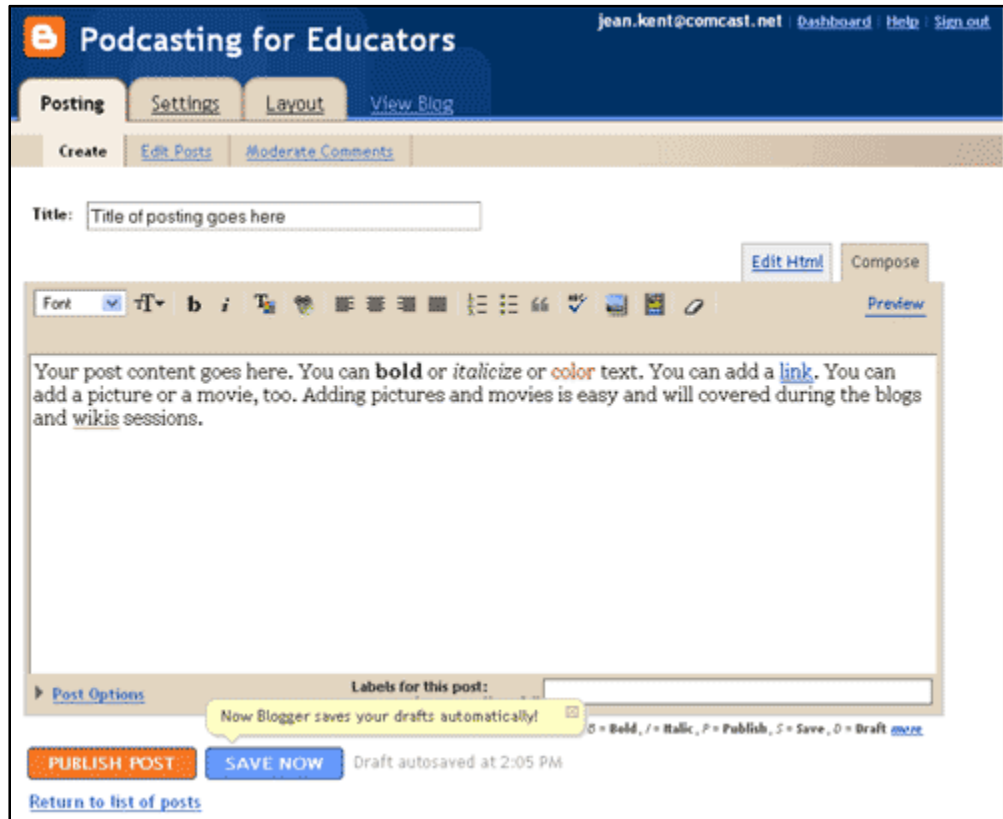 jean.kent@comcast.net | Dashboard | Help | Sign out
Podcasting for Educators
Posting Settings Layout View Blog
Create Edit Posts Moderate Comments
Title: Title of posting goes here
Edit Html Compose
Font T b i T ABC Preview
Your post content goes here. You can bold or italicize or color text. You can add a link. You can
add a picture or a movie, too. Adding pictures and movies is easy and will covered during the blogs
and wikis sessions.
Post Options Labels for this post:
Now Blogger saves your drafts automatically!
= Bold, I = Italic, P = Publish, S = Save, D = Draft more
PUBLISH POST SAVE NOW Draft autosaved at 2:05 PM
Return to list of posts